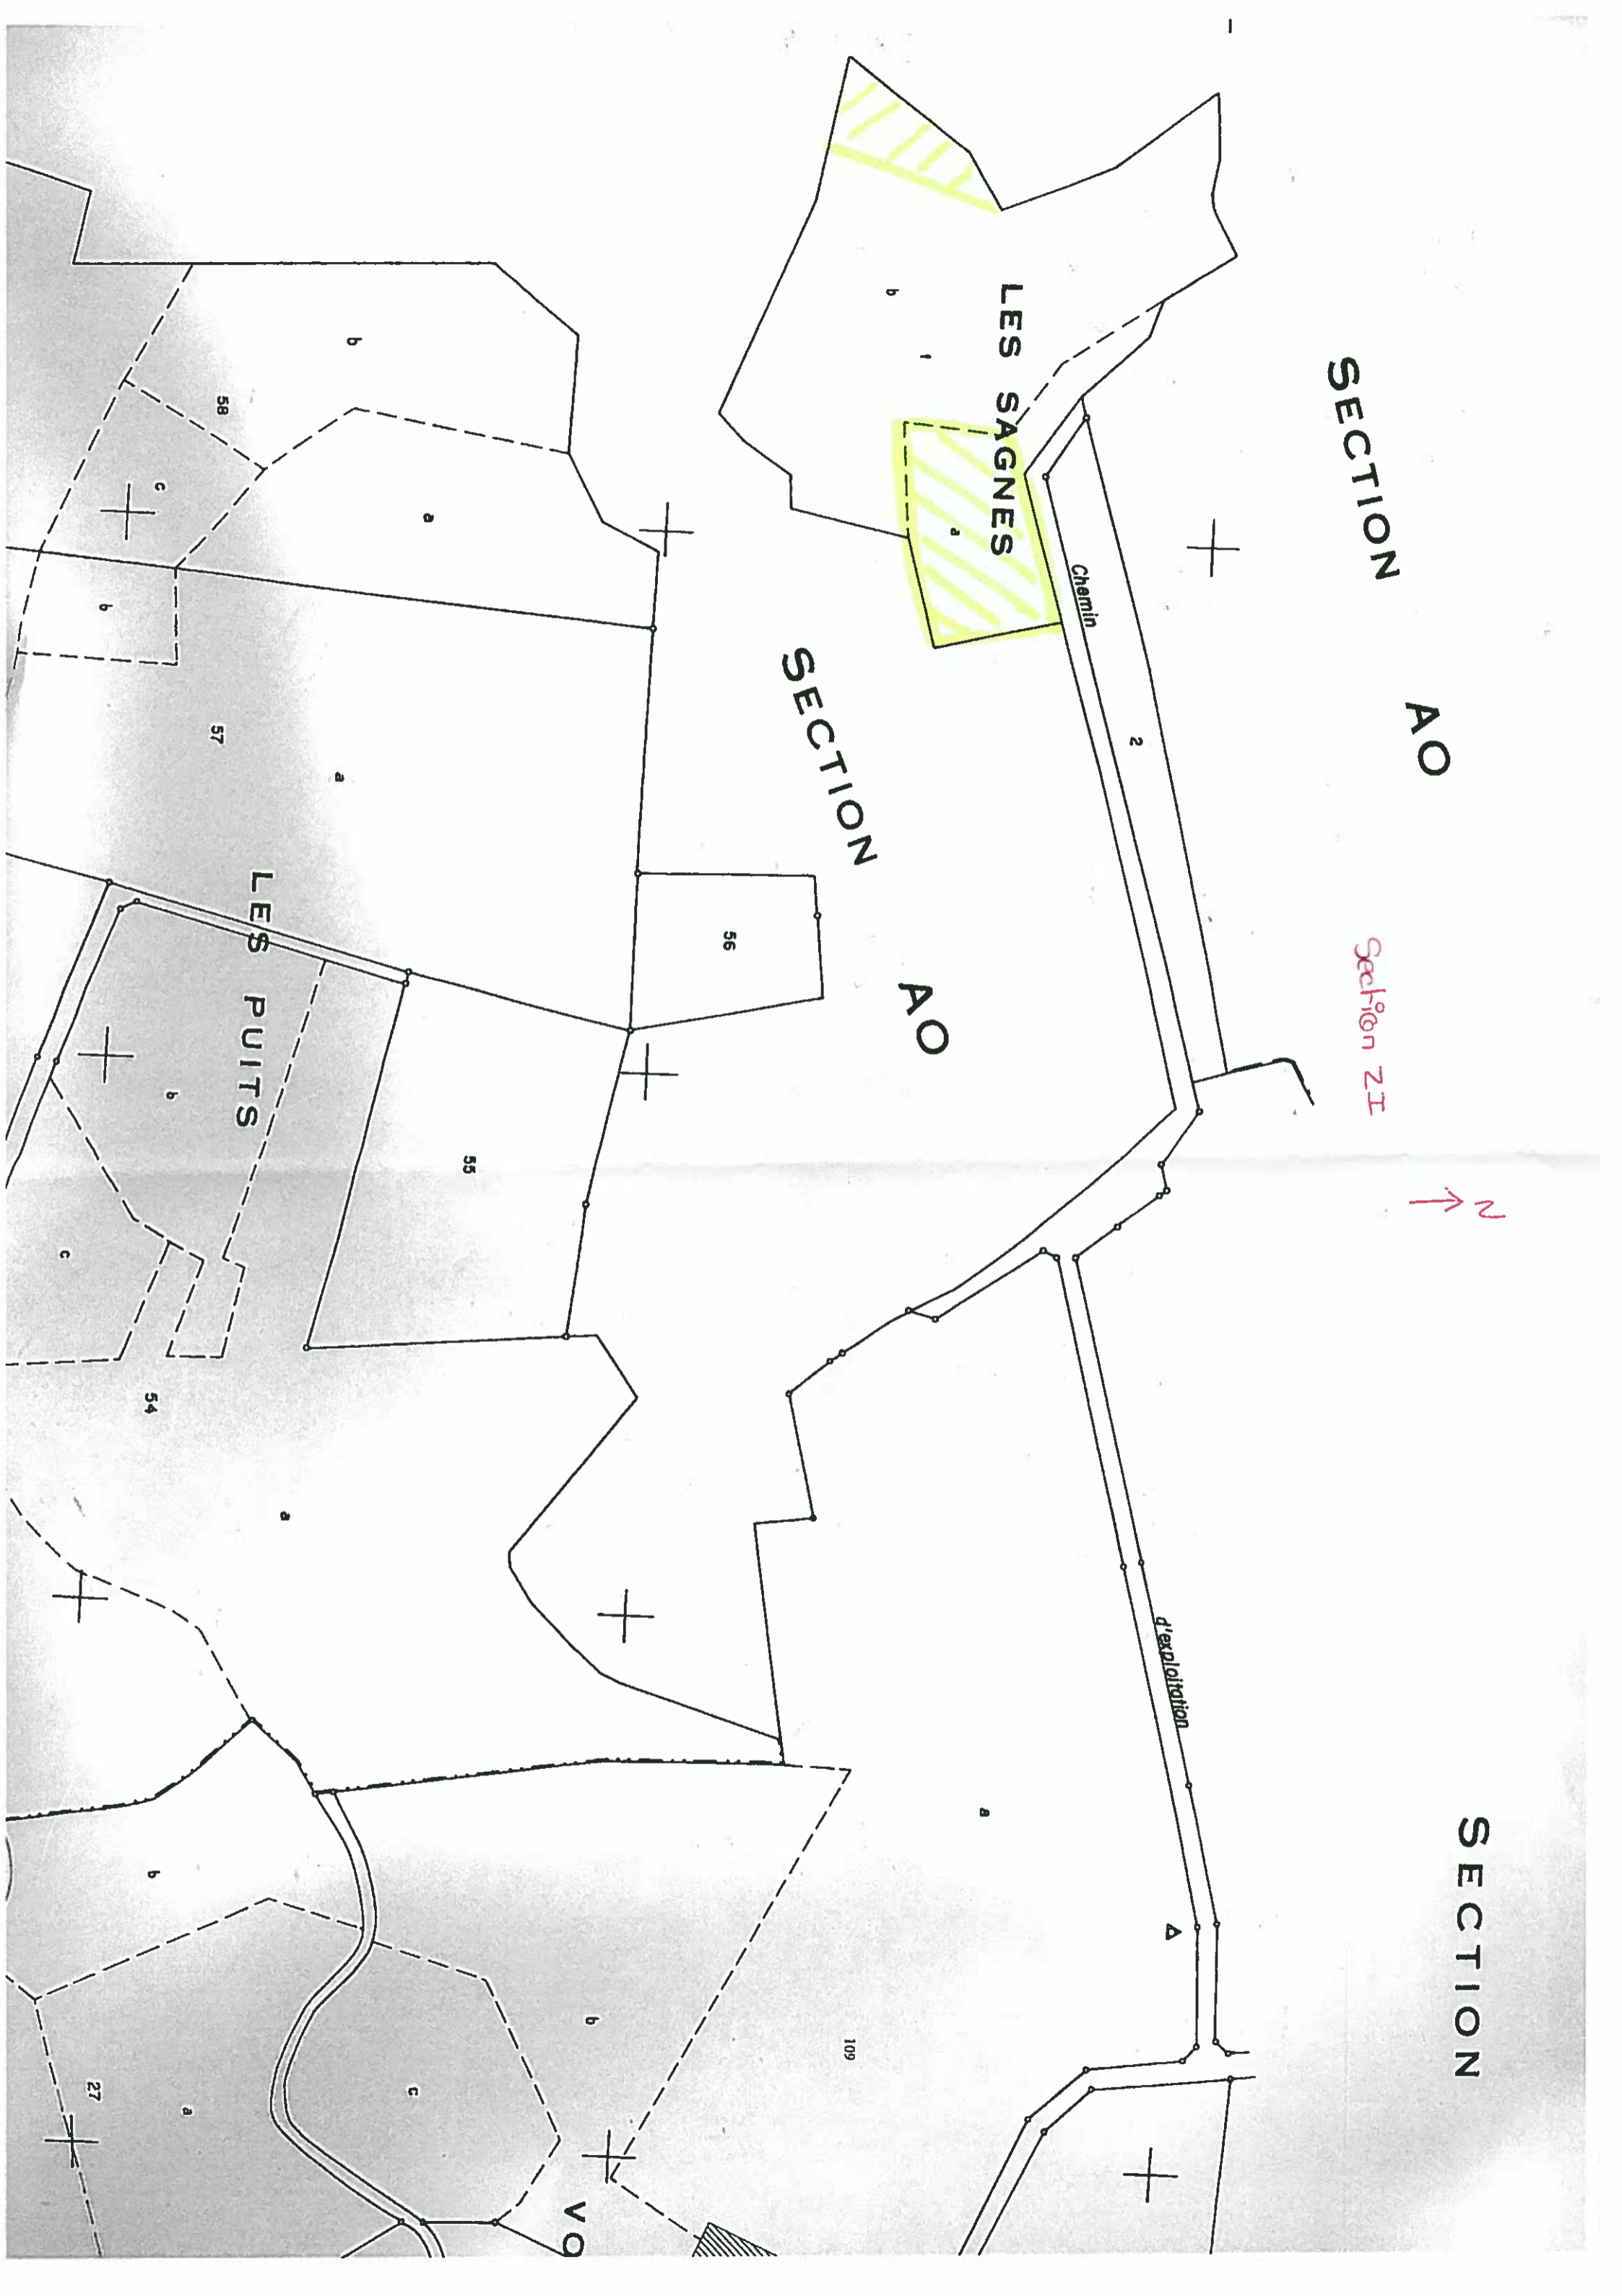 SECTION AO
SECTION
Section ZI
N
LES SAGNES
b
1
a
Chemin
2
SECTION AO
d'exploitation
a
109
56
b
58
a
c
b
57
a
LES PUITS
b
55
c
54
a
b
b
c
27
a
VO